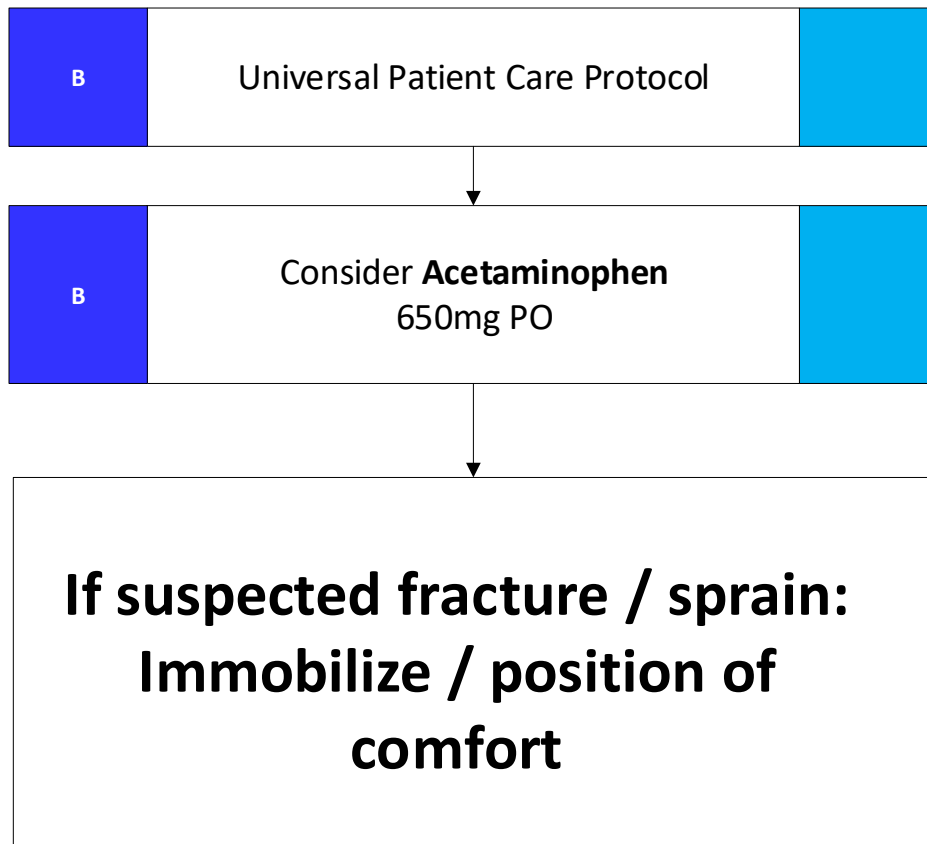 B
Universal Patient Care Protocol
B
Consider Acetaminophen
650mg PO
If suspected fracture / sprain:
Immobilize / position of
comfort